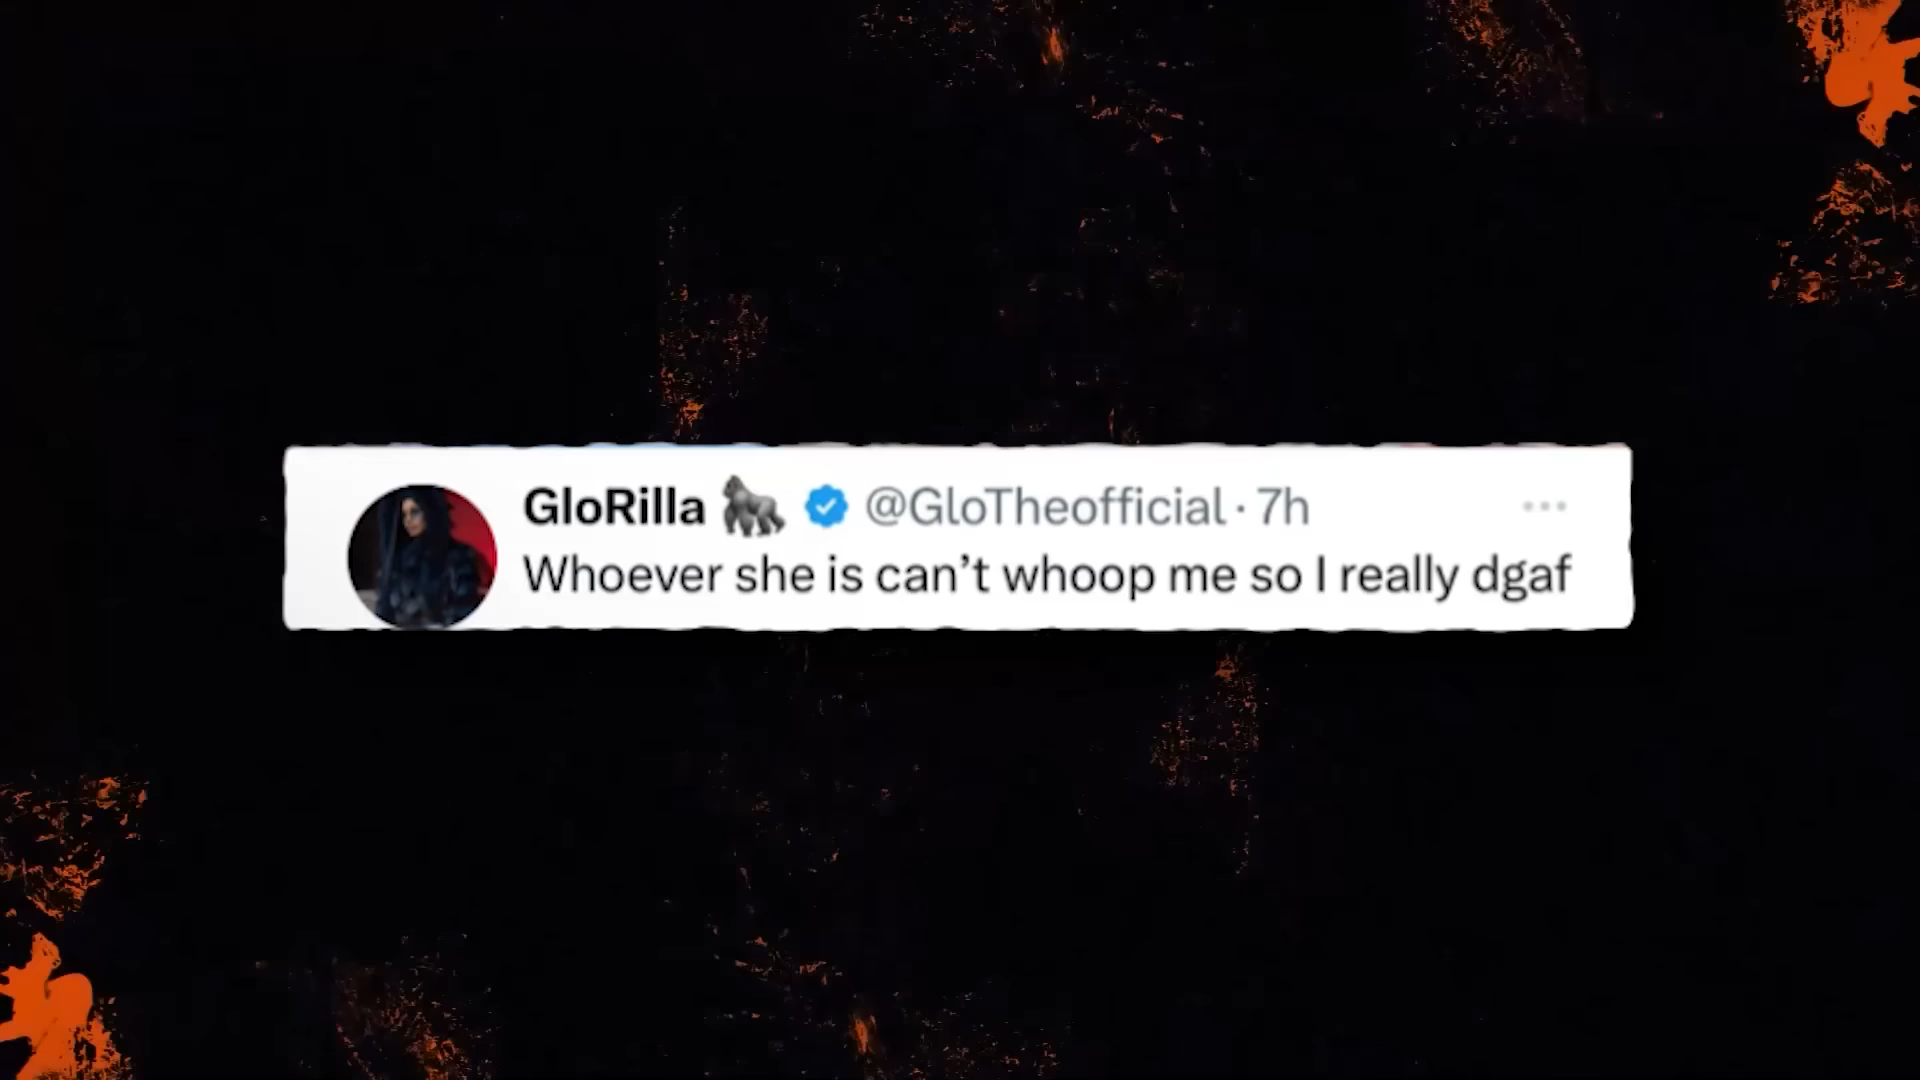 GloRilla 🦍 @GloTheofficial · 7h
Whoever she is can’t whoop me so I really dgaf